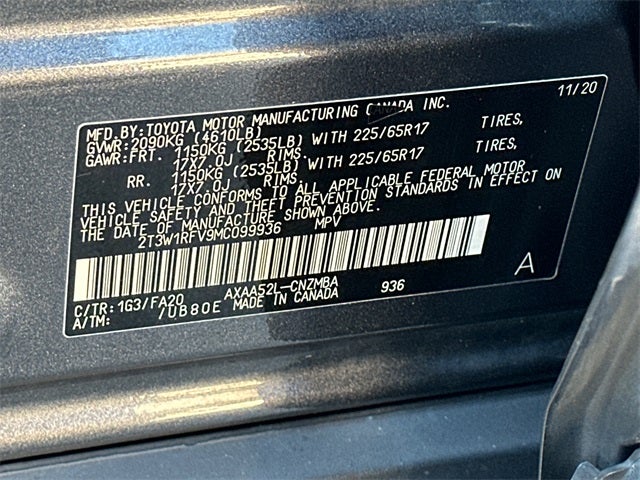 MFD.BY:TOYOTA MOTOR MANUFACTURING CANADA INC. 11/20
GVWR:2090KG (4610LB)
GAWR:FRT. 1150KG (2535LB) WITH 225/65R17 TIRES,
17X7.0J RIMS.
RR. 1150KG (2535LB) WITH 225/65R17 TIRES,
17X7.0J RIMS.
THIS VEHICLE CONFORMS TO ALL APPLICABLE FEDERAL MOTOR
VEHICLE SAFETY AND THEFT PREVENTION STANDARDS IN EFFECT ON
THE DATE OF MANUFACTURE SHOWN ABOVE.
2T3W1RFV9MC099936 MPV
A
C/TR:1G3/FA20 AXAA52L-CNZMBA 936
A/TM: /UB80E MADE IN CANADA